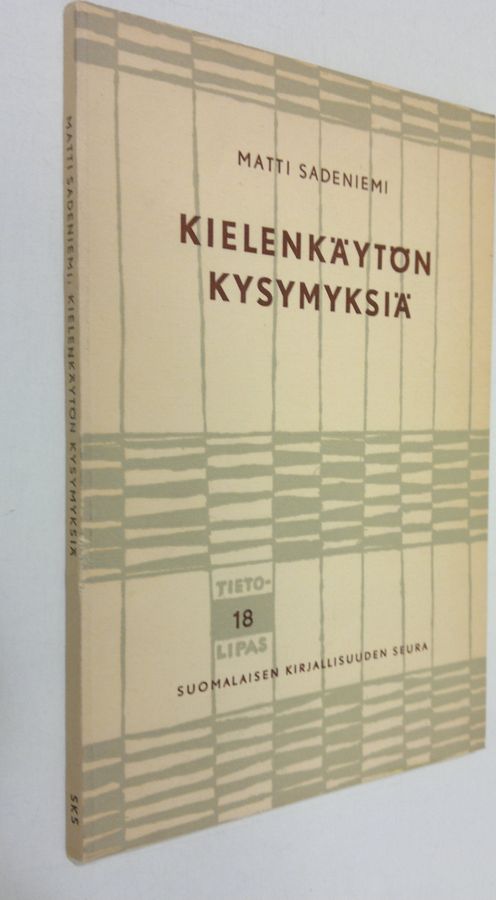 MATTI SADENIEMI
KIELENKÄYTÖN
KYSYMYKSIÄ
TIETO-
18
LIPAS
SUOMALAISEN KIRJALLISUUDEN SEURA
MATTI SADENIEMI: KIELENKÄYTÖN KYSYMYKSIÄ
SKS